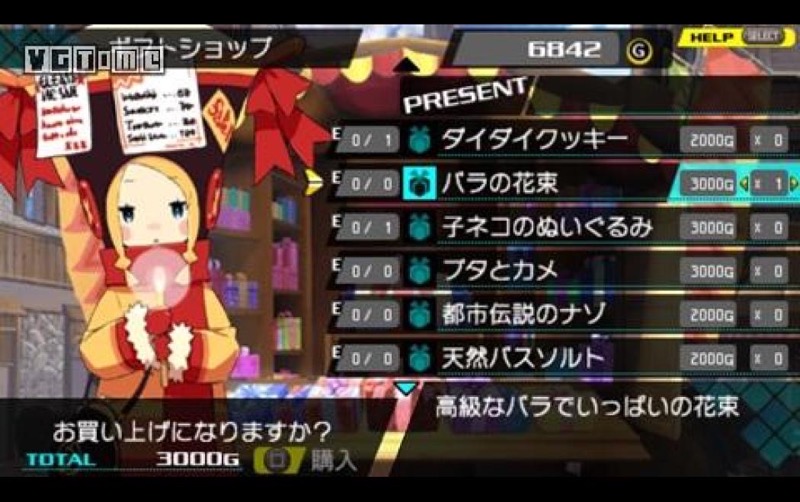 VGTIME
ギフトショップ
6842 G
HELP SELECT
PRESENT
E 0/ 1 ダイダイクッキー 2000G x 0
E 0/ 0 バラの花束 3000G x 1
E 0/ 1 子ネコのぬいぐるみ 3000G x 0
E 0/ 0 ブタとカメ 3000G x 0
E 0/ 0 都市伝説のナゾ 2000G x 0
E 0/ 0 天然バスソルト 2000G x 0
高級なバラでいっぱいの花束
お買い上げになりますか?
TOTAL 3000G 購入